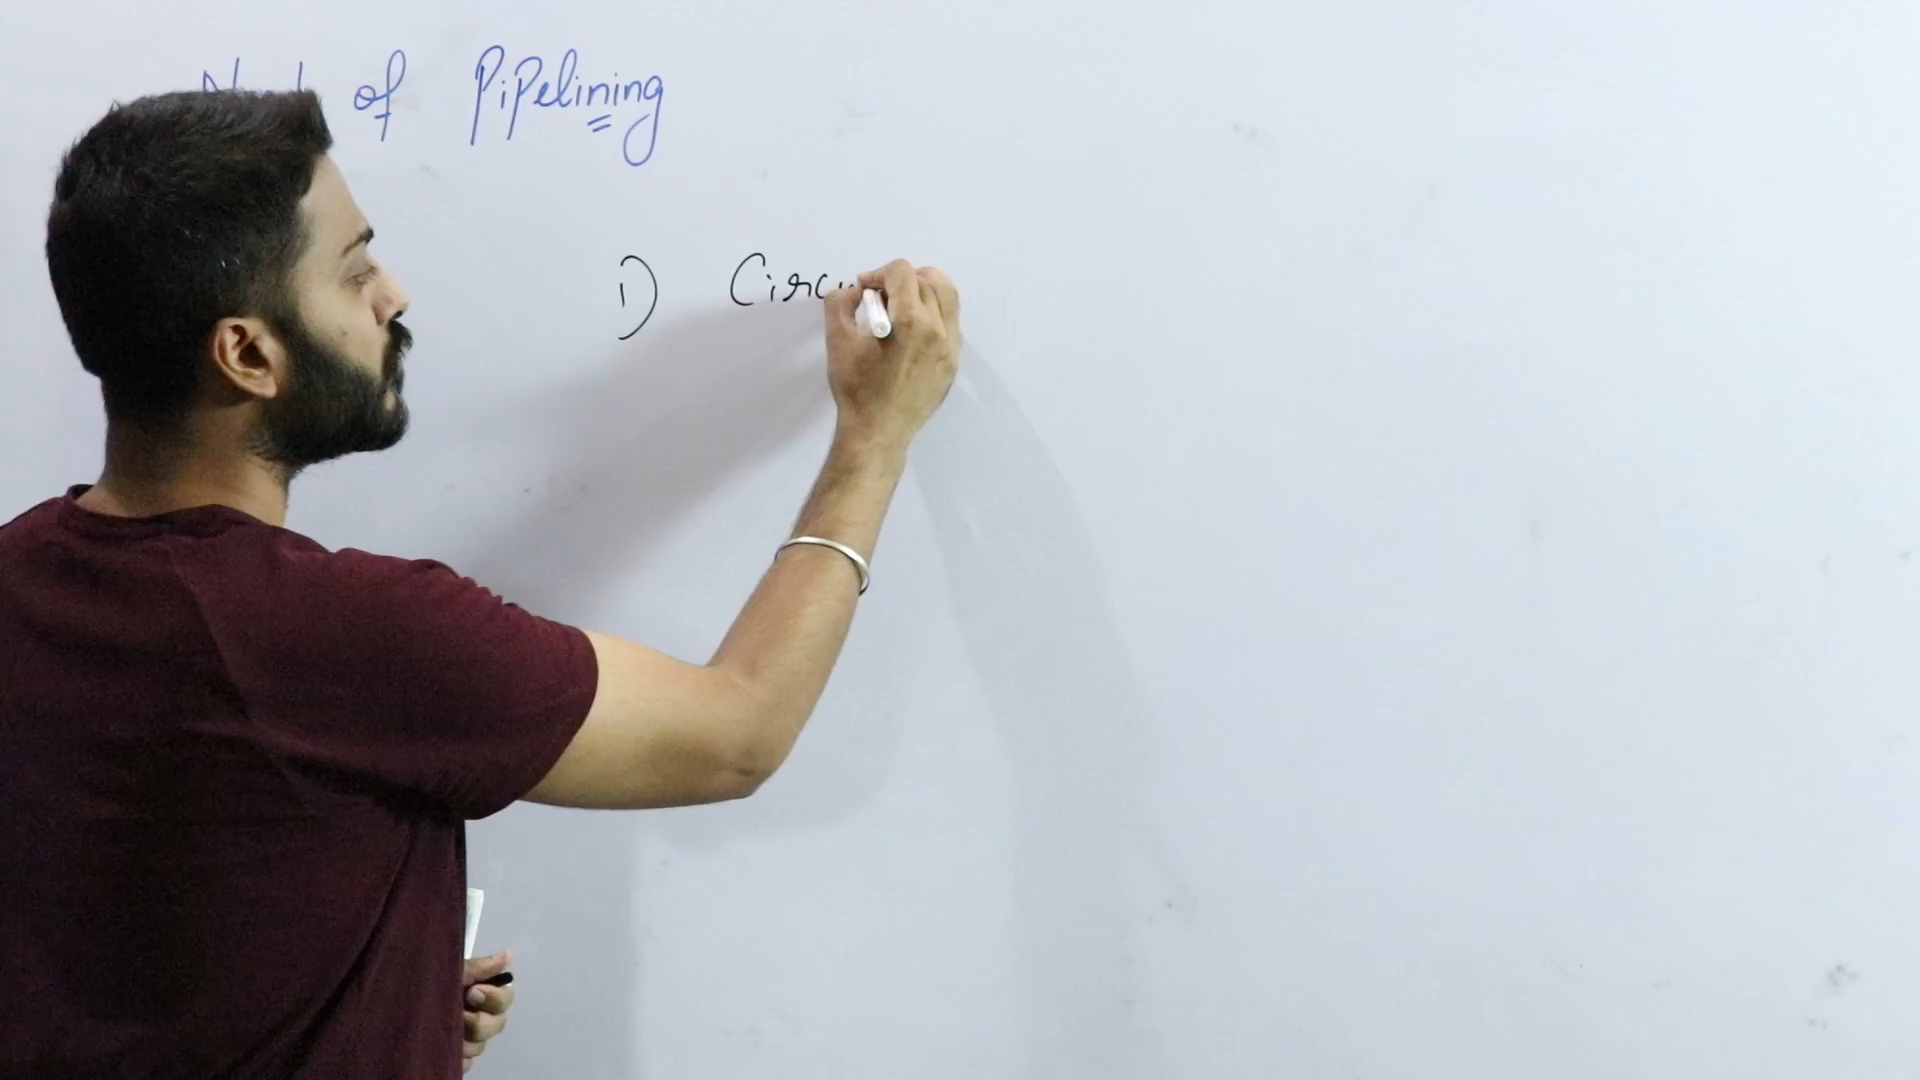 of Pipelining
1) Circu